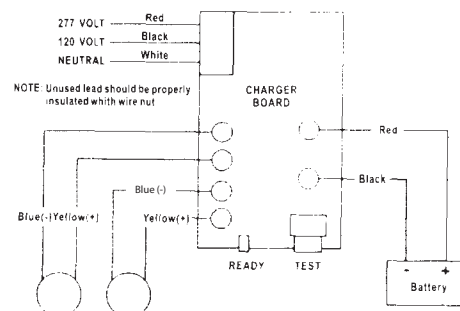 277 VOLT Red
120 VOLT Black
NEUTRAL White
NOTE: Unused lead should be properly
insulated whith wire nut
CHARGER
BOARD
Red
Black
Blue (-)
Blue(-) Yellow(+)
Yellow(+)
READY TEST
- +
Battery